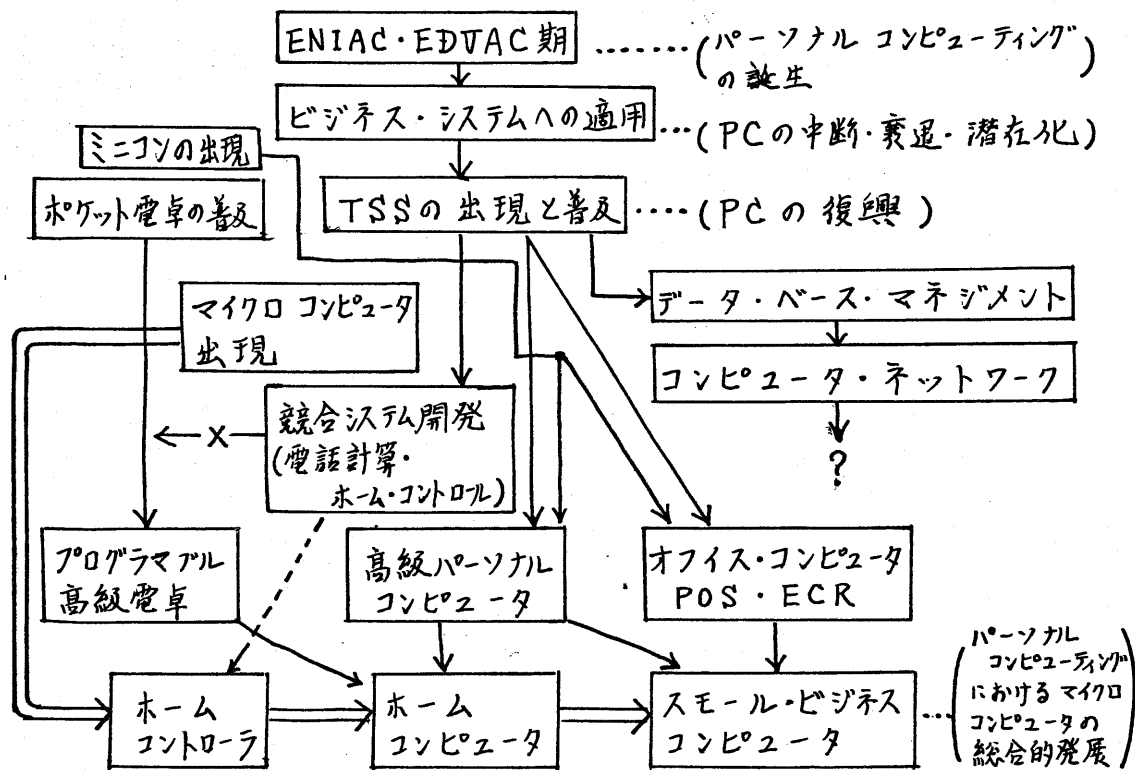 ENIAC・EDVAC期
……(パーソナル コンピューティング
の誕生)
ビジネス・システムへの適用
…(PCの中断・衰退・潜在化)
ミニコンの出現
ポケット電卓の普及
TSSの出現と普及
‥‥(PCの復興)
マイクロ コンピュータ
出現
データ・ベース・マネジメント
コンピュータ・ネットワーク
?
競合システム開発
(電話計算・
ホーム・コントロール)
×
プログラマブル
高級電卓
高級パーソナル
コンピュータ
オフィス・コンピュータ
POS・ECR
ホーム
コントローラ
ホーム
コンピュータ
スモール・ビジネス
コンピュータ
…(パーソナル
コンピューティング
におけるマイクロ
コンピュータの
総合的発展)